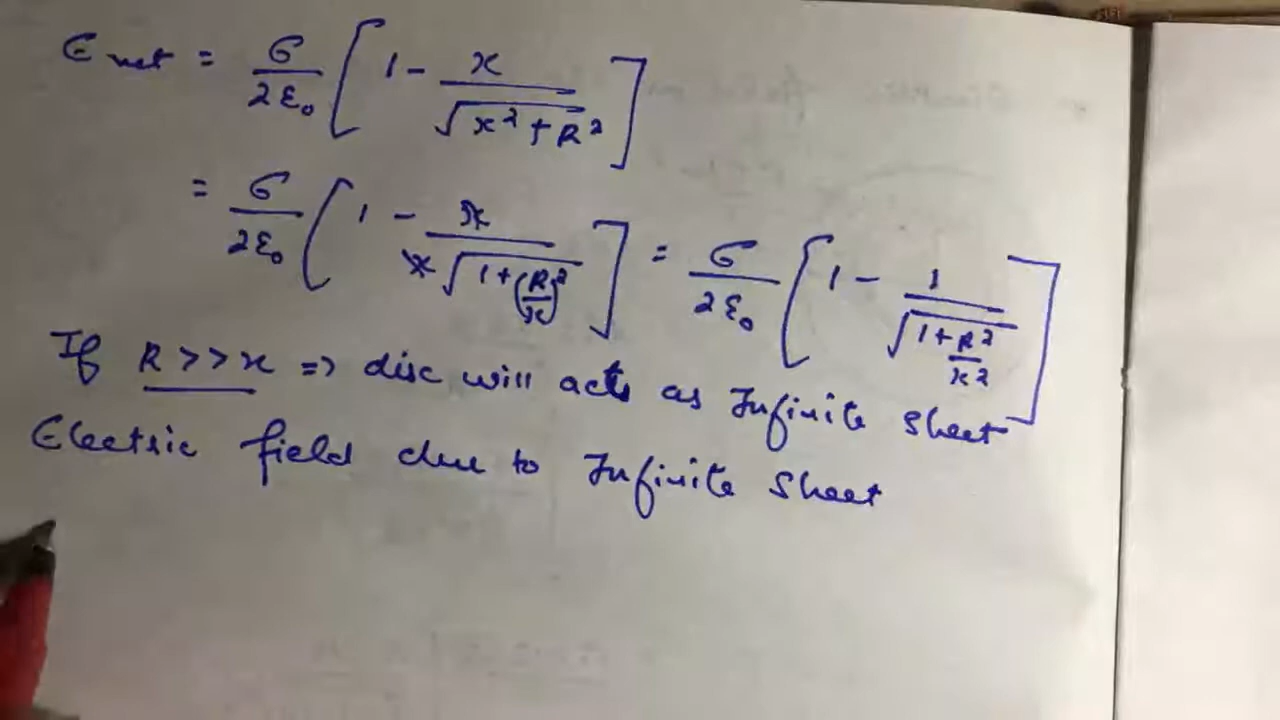 E net = σ/2ε₀ [ 1 - x/√(x² + R²) ]
= σ/2ε₀ [ 1 - x/x√(1 + (R/x)²) ] = σ/2ε₀ [ 1 - 1/√(1 + R²/x²) ]
If R >> x => disc will acts as Infinite Sheet
Electric field due to Infinite Sheet